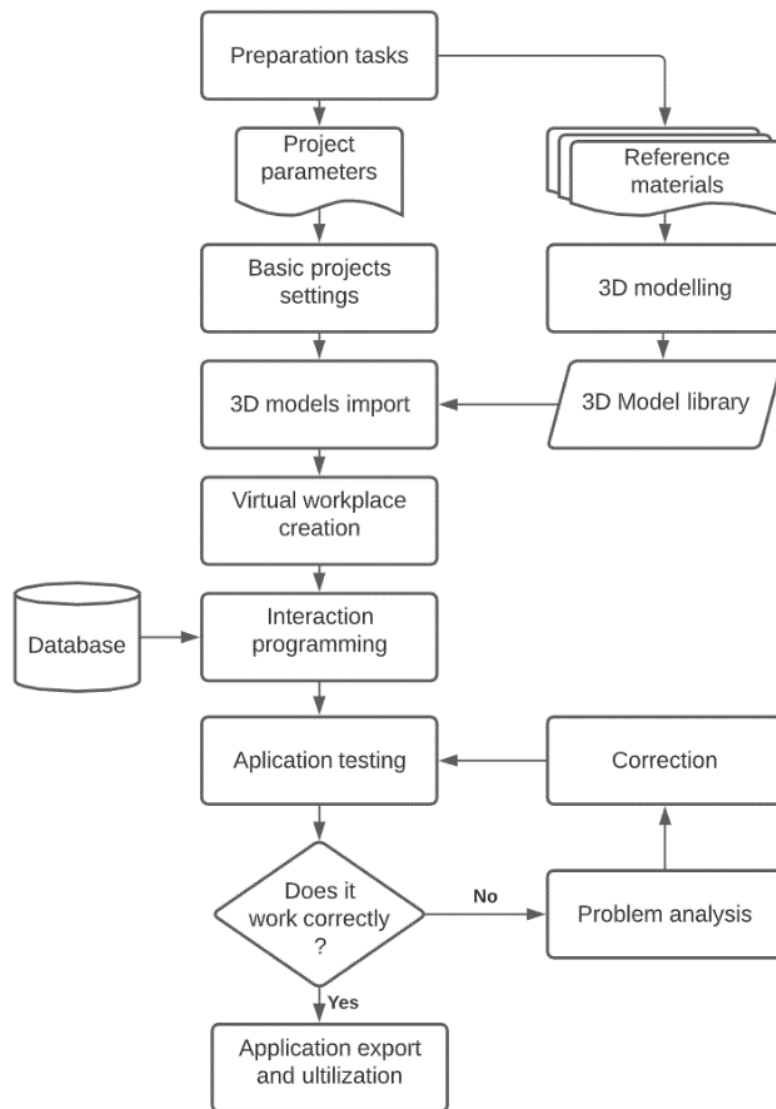 Preparation tasks
Project
parameters
Reference
materials
Basic projects
settings
3D modelling
3D models import
3D Model library
Virtual workplace
creation
Database
Interaction
programming
Aplication testing
Correction
Does it
work correctly
?
No
Problem analysis
Yes
Application export
and ultilization